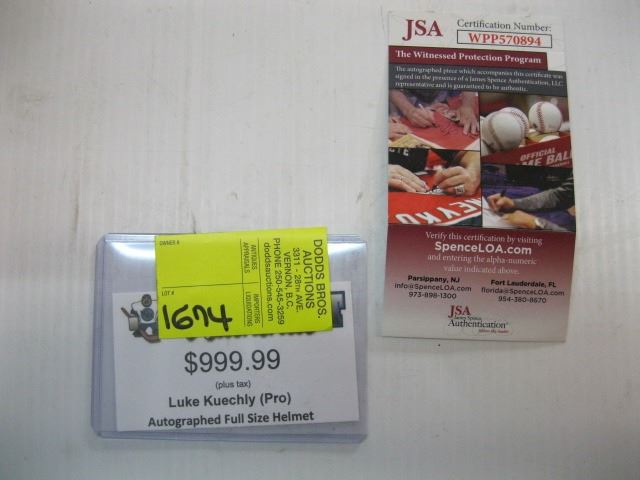 JSA
Certification Number:
WPP570894
The Witnessed Protection Program
The autographed piece which accompanies this certificate was
signed in the presence of a James Spence Authentication, LLC
representative and is guaranteed to be authentic.
OFFICIAL
ME BALL
NEYKU
Verify this certification by visiting
SpenceLOA.com
and entering the alpha-numeric
value indicated above.
Parsippany, NJ
info@SpenceLOA.com
973-898-1300
Fort Lauderdale, FL
florida@SpenceLOA.com
954-380-8670
JSA
James Spence
Authentication
DODDS BROS.
AUCTIONS
3311 - 28TH AVE.
VERNON, B.C.
PHONE 250-545-3259
doddsauctions.com
ANTIQUES
APPRAISALS
IMPORTERS
LIQUIDATIONS
OWNER #
LOT #
1674
$999.99
(plus tax)
Luke Kuechly (Pro)
Autographed Full Size Helmet